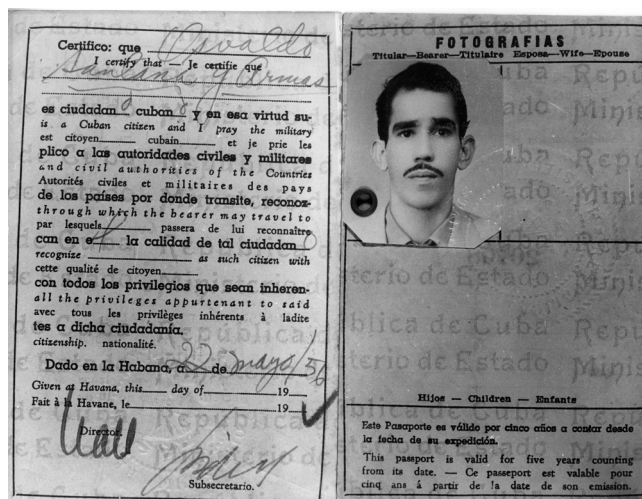 Certifico: que Osvaldo
I certify that — Je certifie que
Santana y Armas
es ciudadano cubano y en esa virtud su-
is a Cuban citizen and I pray the military
est citoyen cubain et je prie les
plico a las autoridades civiles y militares
and civil authorities of the Countries
Autorités civiles et militaires des pays
de los países por donde transite, reconoz-
through which the bearer may travel to
par lesquels passera de lui reconnaître
can en el la calidad de tal ciudadano
recognize as such citizen with
cette qualité de citoyen
con todos los privilegios que sean inheren-
all the privileges appurtenant to said
avec tous les privilèges inhérents à ladite
tes a dicha ciudadanía.
citizenship. nationalité.
Dado en la Habana, a 22 de mayo/56
Given at Havana, this day of 19
Fait à la Havane, le 19
Director.
Subsecretario.
FOTOGRAFIAS
Titular—Bearer—Titulaire Esposa—Wife—Epouse
Hijos — Children — Enfants
Este Pasaporte es válido por cinco años a contar desde
la fecha de su expedición.
This passport is valid for five years counting
from its date. — Ce passeport est valable pour
cinq ans á partir de la date de son emission.